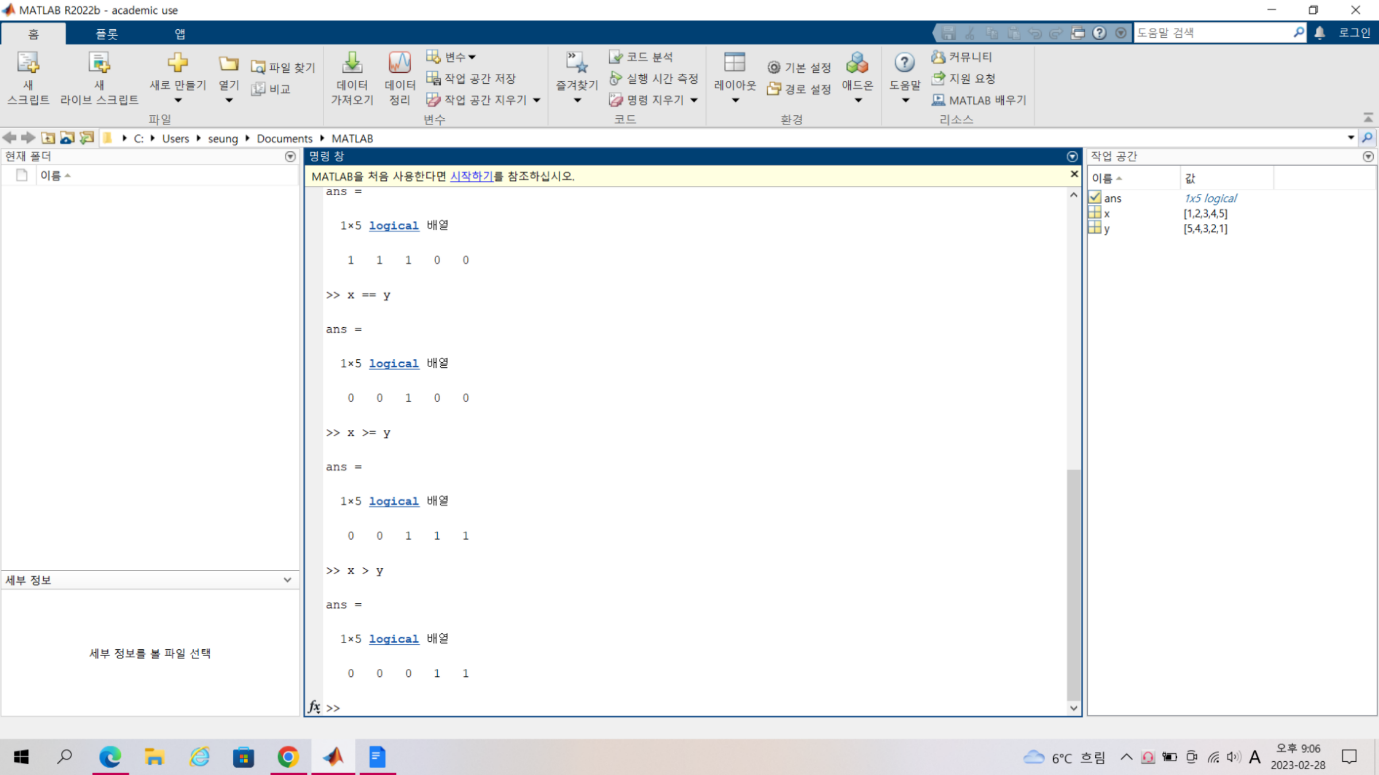 MATLAB R2022b - academic use
홈 플롯 앱
도움말 검색
로그인
새 스크립트
새 라이브 스크립트
새로 만들기
열기
파일 찾기
비교
파일
데이터 가져오기
데이터 정리
변수
작업 공간 저장
작업 공간 지우기
변수
즐겨찾기
코드 분석
실행 시간 측정
명령 지우기
코드
레이아웃
기본 설정
경로 설정
애드온
환경
도움말
커뮤니티
지원 요청
MATLAB 배우기
리소스
C: Users seung Documents MATLAB
현재 폴더
이름
세부 정보
세부 정보를 볼 파일 선택
명령 창
MATLAB을 처음 사용한다면 시작하기를 참조하십시오.
ans =
1×5 logical 배열
1 1 1 0 0
>> x == y
ans =
1×5 logical 배열
0 0 1 0 0
>> x >= y
ans =
1×5 logical 배열
0 0 1 1 1
>> x > y
ans =
1×5 logical 배열
0 0 0 1 1
fx >>
작업 공간
이름 값
ans 1x5 logical
x [1,2,3,4,5]
y [5,4,3,2,1]
6°C 흐림
A
오후 9:06
2023-02-28